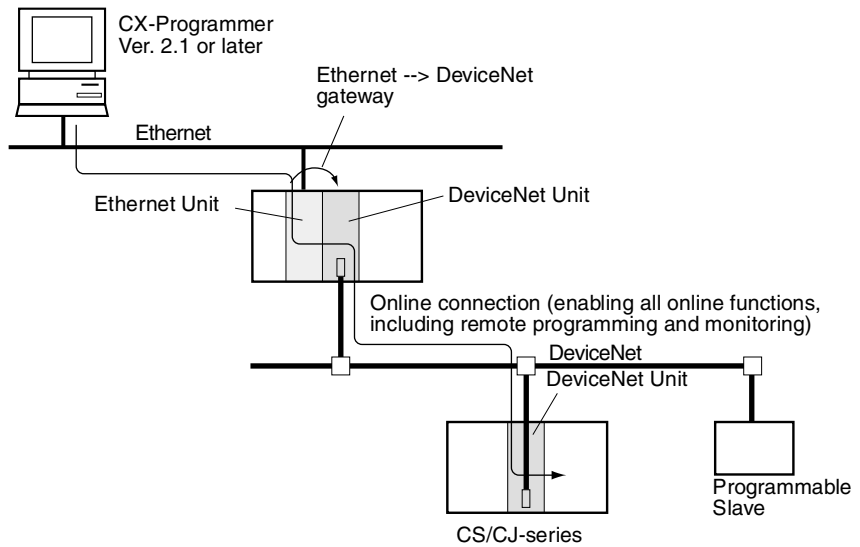 CX-Programmer
Ver. 2.1 or later
Ethernet --> DeviceNet
gateway
Ethernet
Ethernet Unit
DeviceNet Unit
Online connection (enabling all online functions,
including remote programming and monitoring)
DeviceNet
DeviceNet Unit
Programmable
Slave
CS/CJ-series